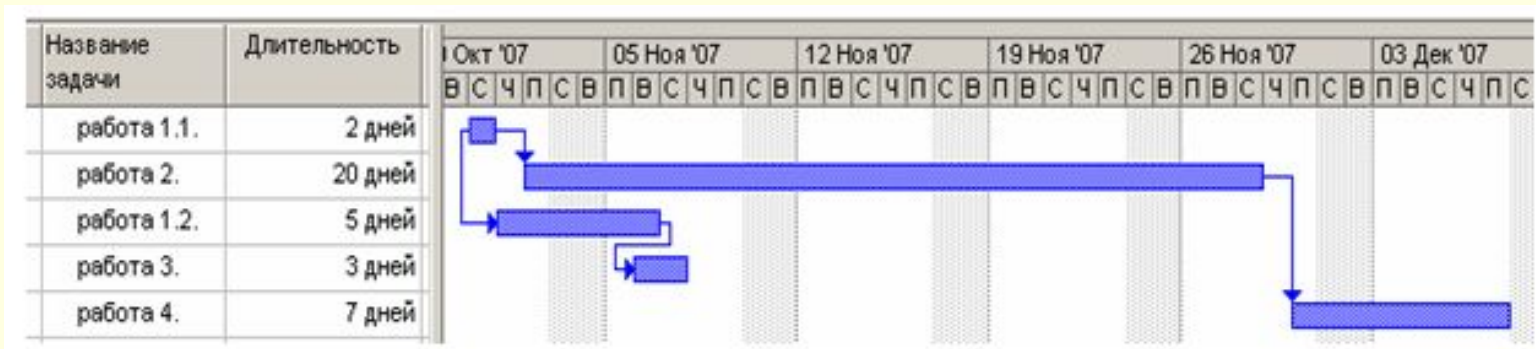 Название задачи Длительность Окт '07 05 Ноя '07 12 Ноя '07 19 Ноя '07 26 Ноя '07 03 Дек '07
В С Ч П С В П В С Ч П С В П В С Ч П С В П В С Ч П С В П В С Ч П С В П В С Ч П С
работа 1.1. 2 дней
работа 2. 20 дней
работа 1.2. 5 дней
работа 3. 3 дней
работа 4. 7 дней